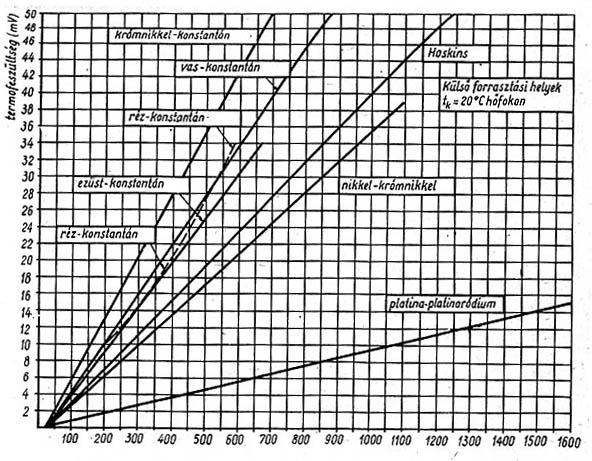 termofeszültség (mV)
50
48
46
44
42
40
38
36
34
32
30
28
26
24
22
20
18
16
14
12
10
8
6
4
2
krómnikkel-konstantán
vas-konstantán
réz-konstantán
ezüst-konstantán
réz-konstantán
Hoskins
Külső forrasztási helyek
tk = 20°C hőfokan
nikkel-krómnikkel
platina-platinaródium
100 200 300 400 500 600 700 800 900 1000 1100 1200 1300 1400 1500 1600